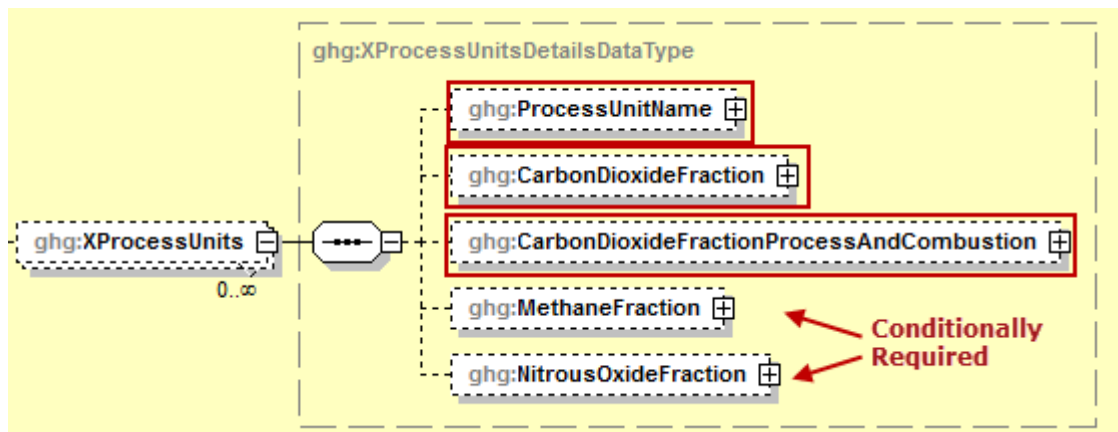 ghg:XProcessUnitsDetailsDataType
ghg:ProcessUnitName
ghg:CarbonDioxideFraction
ghg:XProcessUnits
0..∞
ghg:CarbonDioxideFractionProcessAndCombustion
ghg:MethaneFraction
Conditionally
Required
ghg:NitrousOxideFraction